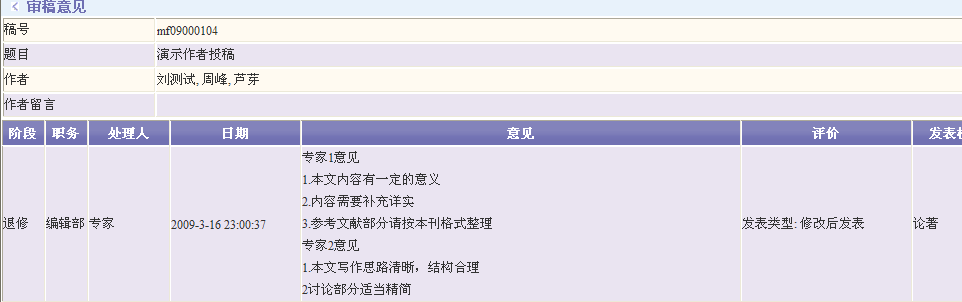 审稿意见
稿号 mf09000104
题目 演示作者投稿
作者 刘测试, 周峰, 芦芽
作者留言
阶段 职务 处理人 日期 意见 评价 发表
专家1意见
1.本文内容有一定的意义
2.内容需要补充详实
退修 编辑部 专家 2009-3-16 23:00:37 3.参考文献部分请按本刊格式整理 发表类型: 修改后发表 论著
专家2意见
1.本文写作思路清晰，结构合理
2讨论部分适当精简